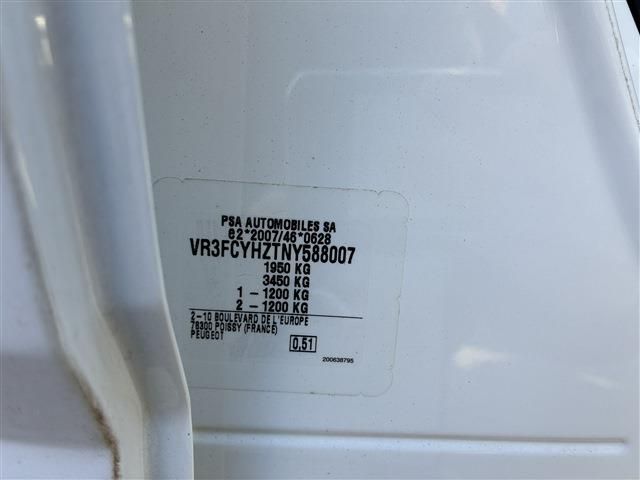 PSA AUTOMOBILES SA
e2*2007/46*0628
VR3FCYHZTNY588007
1950 KG
3450 KG
1 - 1200 KG
2 - 1200 KG
2-10 BOULEVARD DE L'EUROPE
78300 POISSY (FRANCE)
PEUGEOT
0.51
200638795